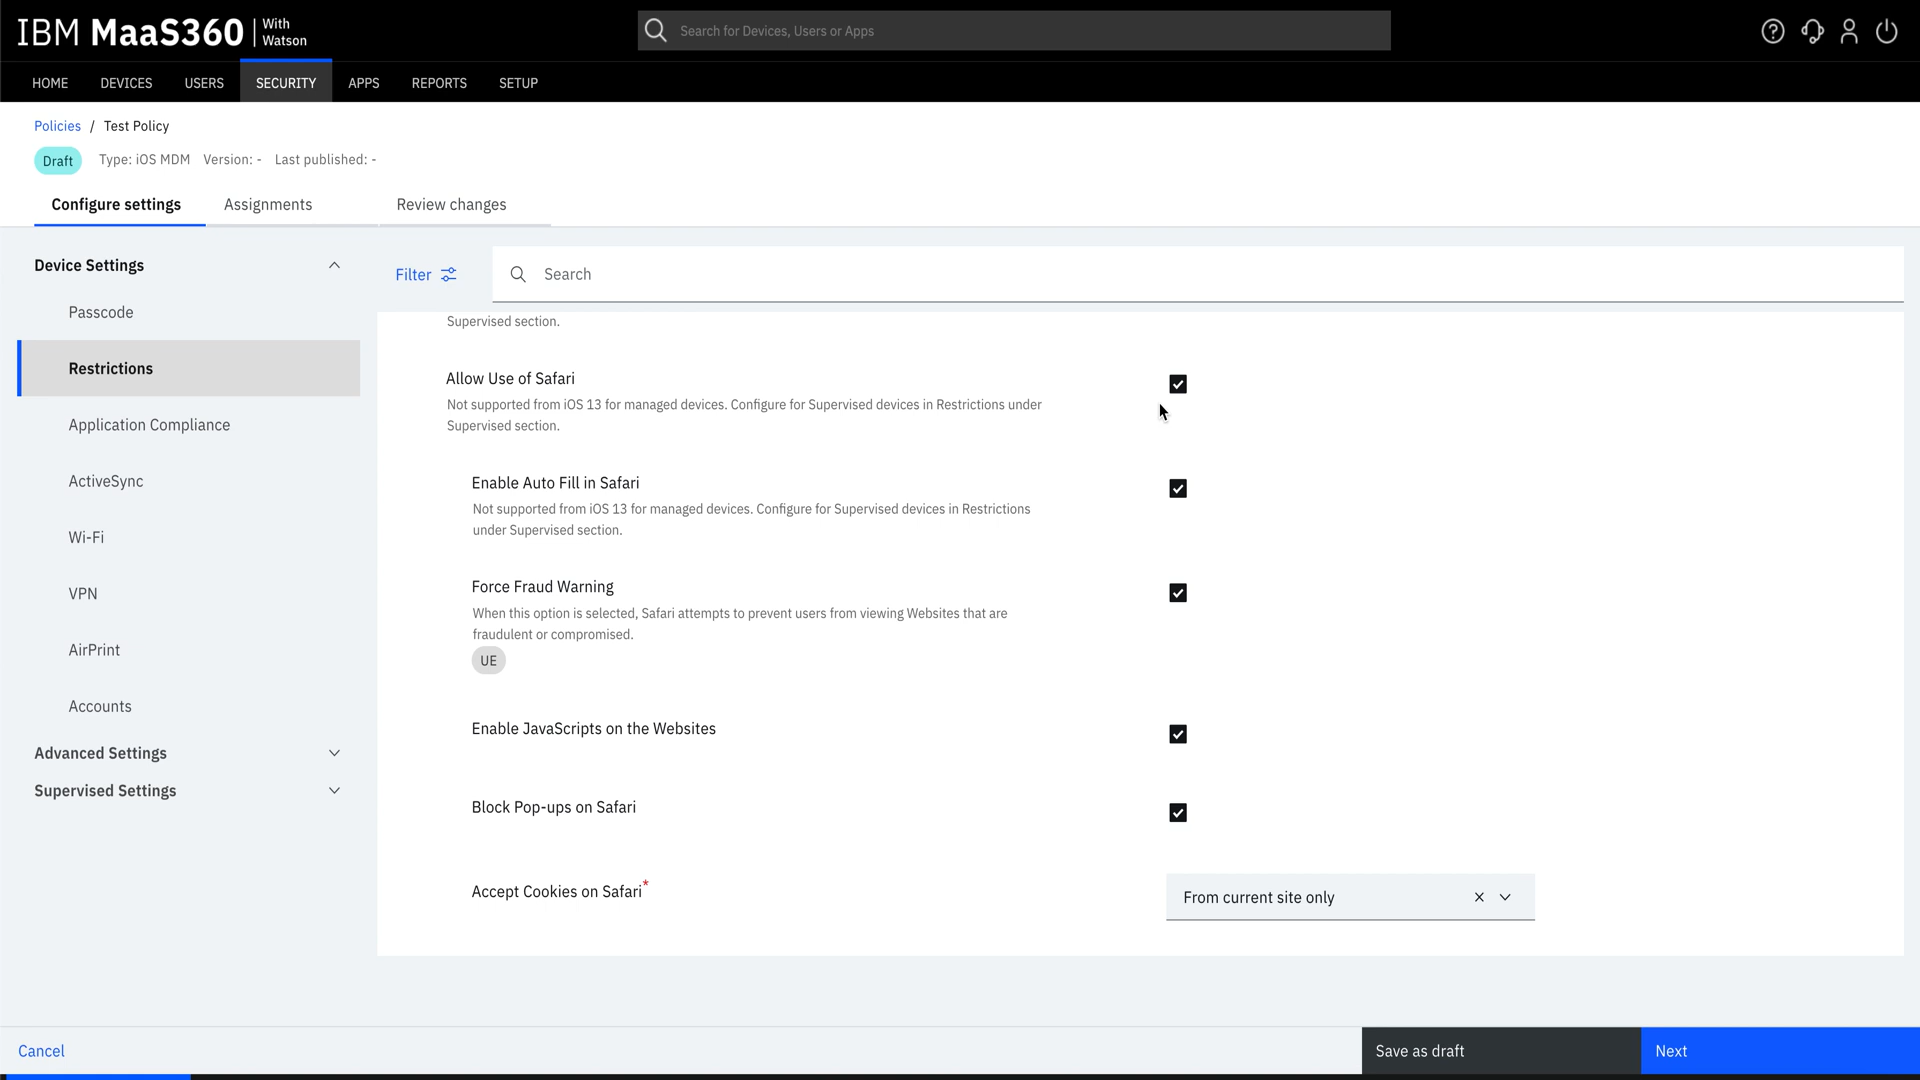 IBM MaaS360 | With Watson
Search for Devices, Users or Apps
HOME DEVICES USERS SECURITY APPS REPORTS SETUP
Policies / Test Policy
Draft Type: iOS MDM Version: - Last published: -
Configure settings Assignments Review changes
Device Settings
Passcode
Restrictions
Application Compliance
ActiveSync
Wi-Fi
VPN
AirPrint
Accounts
Advanced Settings
Supervised Settings
Filter
Search
Supervised section.
Allow Use of Safari
Not supported from iOS 13 for managed devices. Configure for Supervised devices in Restrictions under
Supervised section.
Enable Auto Fill in Safari
Not supported from iOS 13 for managed devices. Configure for Supervised devices in Restrictions
under Supervised section.
Force Fraud Warning
When this option is selected, Safari attempts to prevent users from viewing Websites that are
fraudulent or compromised.
UE
Enable JavaScripts on the Websites
Block Pop-ups on Safari
Accept Cookies on Safari*
From current site only
Cancel
Save as draft
Next